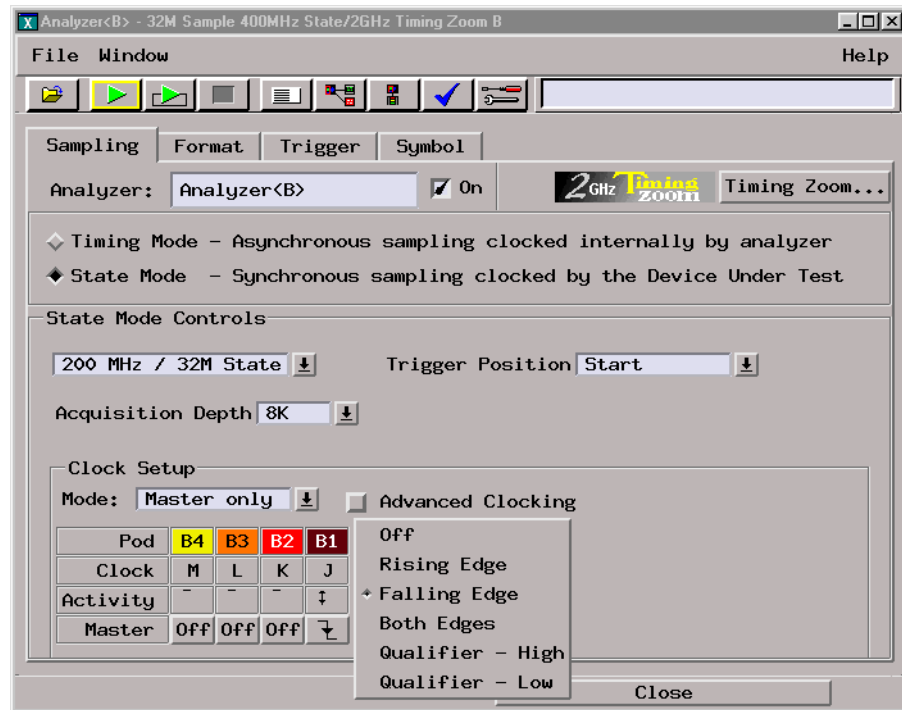 Analyzer<B> - 32M Sample 400MHz State/2GHz Timing Zoom B
File Window Help
Sampling Format Trigger Symbol
Analyzer: Analyzer<B> On 2 GHz Timing zoom Timing Zoom...
Timing Mode - Asynchronous sampling clocked internally by analyzer
State Mode - Synchronous sampling clocked by the Device Under Test
State Mode Controls
200 MHz / 32M State Trigger Position Start
Acquisition Depth 8K
Clock Setup
Mode: Master only Advanced Clocking
Pod B4 B3 B2 B1
Clock M L K J
Activity
Master Off Off Off
Off
Rising Edge
Falling Edge
Both Edges
Qualifier - High
Qualifier - Low
Close